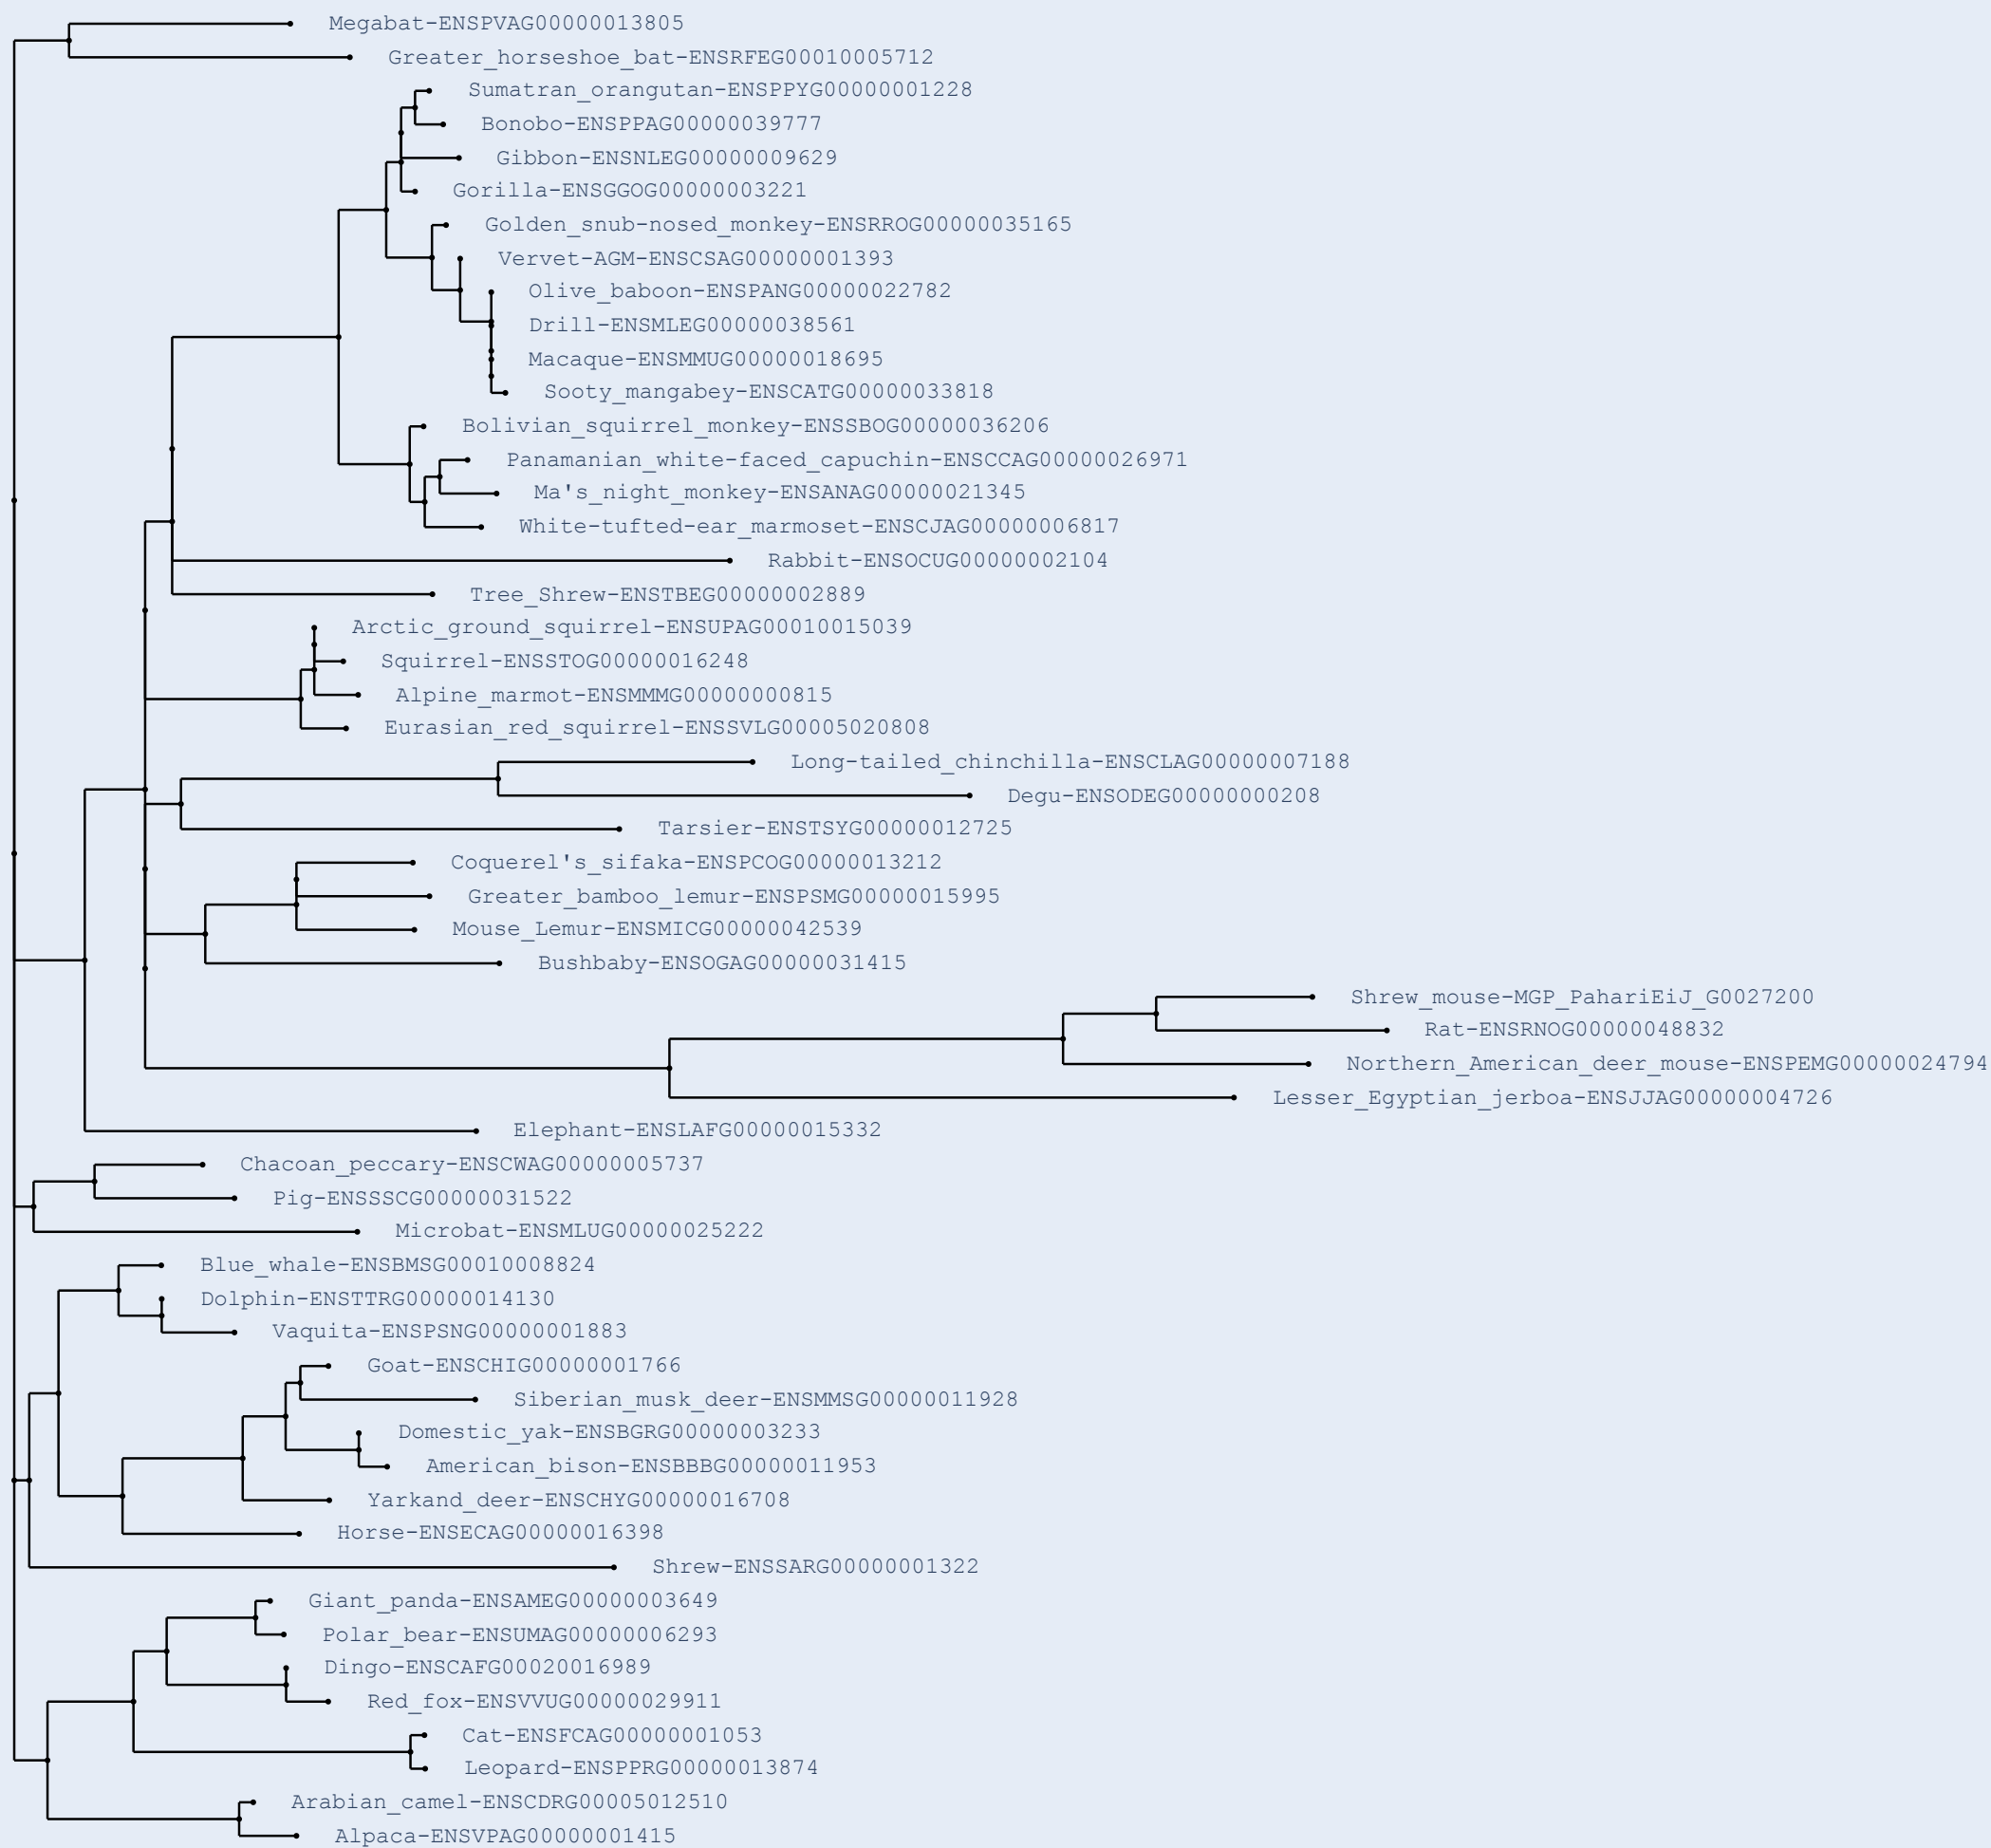 Megabat-ENSPVAG00000013805
Greater_horseshoe_bat-ENSRFEG00010005712
Sumatran_orangutan-ENSPPYG00000001228
Bonobo-ENSPPAG00000039777
Gibbon-ENSNLEG00000009629
Gorilla-ENSGGOG00000003221
Golden_snub-nosed_monkey-ENSRROG00000035165
Vervet-AGM-ENSCSAG00000001393
Olive_baboon-ENSPANG00000022782
Drill-ENSMLEG00000038561
Macaque-ENSMMUG00000018695
Sooty_mangabey-ENSCATG00000033818
Bolivian_squirrel_monkey-ENSSBOG00000036206
Panamanian_white-faced_capuchin-ENSCCAG00000026971
Ma's_night_monkey-ENSANAG00000021345
White-tufted-ear_marmoset-ENSCJAG00000006817
Rabbit-ENSOCUG00000002104
Tree_Shrew-ENSTBEG00000002889
Arctic_ground_squirrel-ENSUPAG00010015039
Squirrel-ENSSTOG00000016248
Alpine_marmot-ENSMMMG00000000815
Eurasian_red_squirrel-ENSSVLG00005020808
Long-tailed_chinchilla-ENSCLAG00000007188
Degu-ENSODEG00000000208
Tarsier-ENSTSYG00000012725
Coquerel's_sifaka-ENSPCOG00000013212
Greater_bamboo_lemur-ENSPSMG00000015995
Mouse_Lemur-ENSMICG00000042539
Bushbaby-ENSOGAG00000031415
Shrew_mouse-MGP_PahariEiJ_G0027200
Rat-ENSRNOG00000048832
Northern_American_deer_mouse-ENSPEMG00000024794
Lesser_Egyptian_jerboa-ENSJJAG00000004726
Elephant-ENSLAFG00000015332
Chacoan_peccary-ENSCWAG00000005737
Pig-ENSSSCG00000031522
Microbat-ENSMLUG00000025222
Blue_whale-ENSBMSG00010008824
Dolphin-ENSTTRG00000014130
Vaquita-ENSPSNG00000001883
Goat-ENSCHIG00000001766
Siberian_musk_deer-ENSMMSG00000011928
Domestic_yak-ENSBGRG00000003233
American_bison-ENSBBBG00000011953
Yarkand_deer-ENSCHYG00000016708
Horse-ENSECAG00000016398
Shrew-ENSSARG00000001322
Giant_panda-ENSAMEG00000003649
Polar_bear-ENSUMAG00000006293
Dingo-ENSCAFG00020016989
Red_fox-ENSVVUG00000029911
Cat-ENSFCAG00000001053
Leopard-ENSPPRG00000013874
Arabian_camel-ENSCDRG00005012510
Alpaca-ENSVPAG00000001415